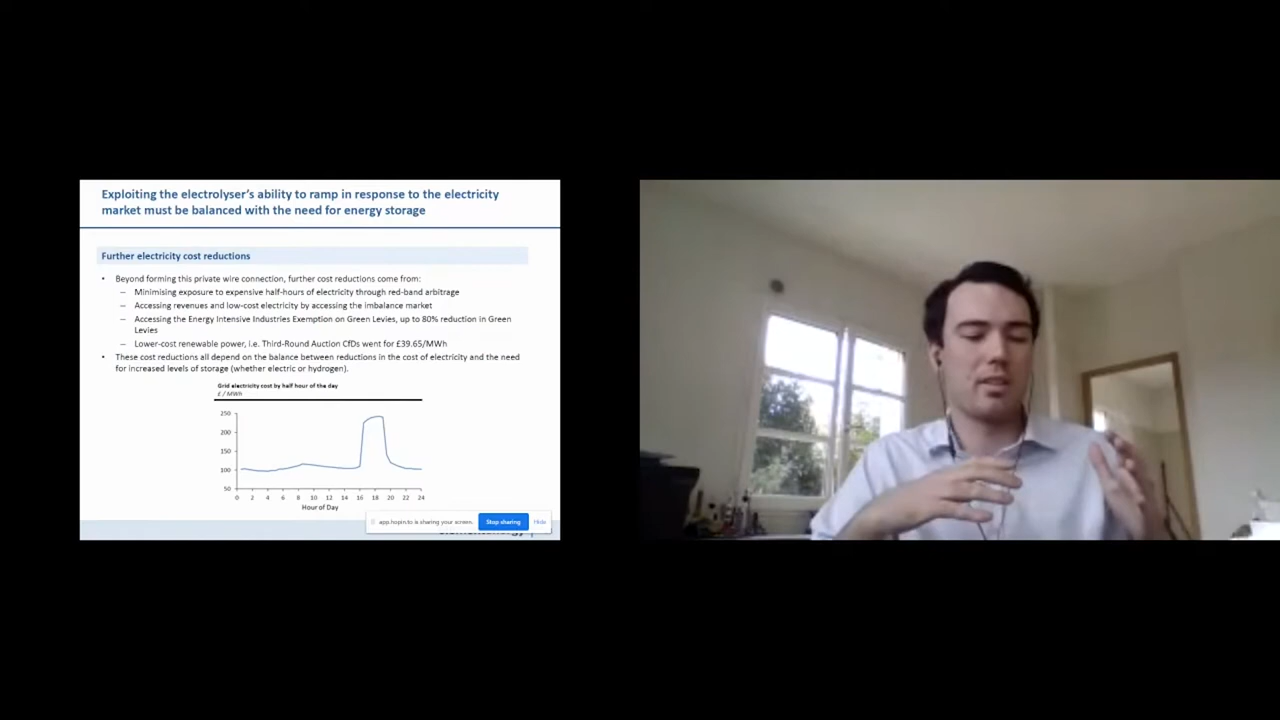 Exploiting the electrolyser's ability to ramp in response to the electricity
market must be balanced with the need for energy storage
Further electricity cost reductions
• Beyond forming this private wire connection, further cost reductions come from:
– Minimising exposure to expensive half-hours of electricity through red-band arbitrage
– Accessing revenues and low-cost electricity by accessing the imbalance market
– Accessing the Energy Intensive Industries Exemption on Green Levies, up to 80% reduction in Green
Levies
– Lower-cost renewable power, i.e. Third-Round Auction CfDs went for £39.65/MWh
• These cost reductions all depend on the balance between reductions in the cost of electricity and the need
for increased levels of storage (whether electric or hydrogen).
Grid electricity cost by half hour of the day
£ / MWh
250
200
150
100
50
0 2 4 6 8 10 12 14 16 18 20 22 24
Hour of Day
app.hopin.to is sharing your screen. Stop sharing Hide